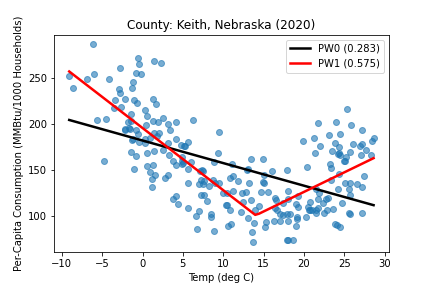 County: Keith, Nebraska (2020)
Per-Capita Consumption (MMBtu/1000 Households)
PW0 (0.283)
PW1 (0.575)
250
200
150
100
−10 −5 0 5 10 15 20 25 30
Temp (deg C)